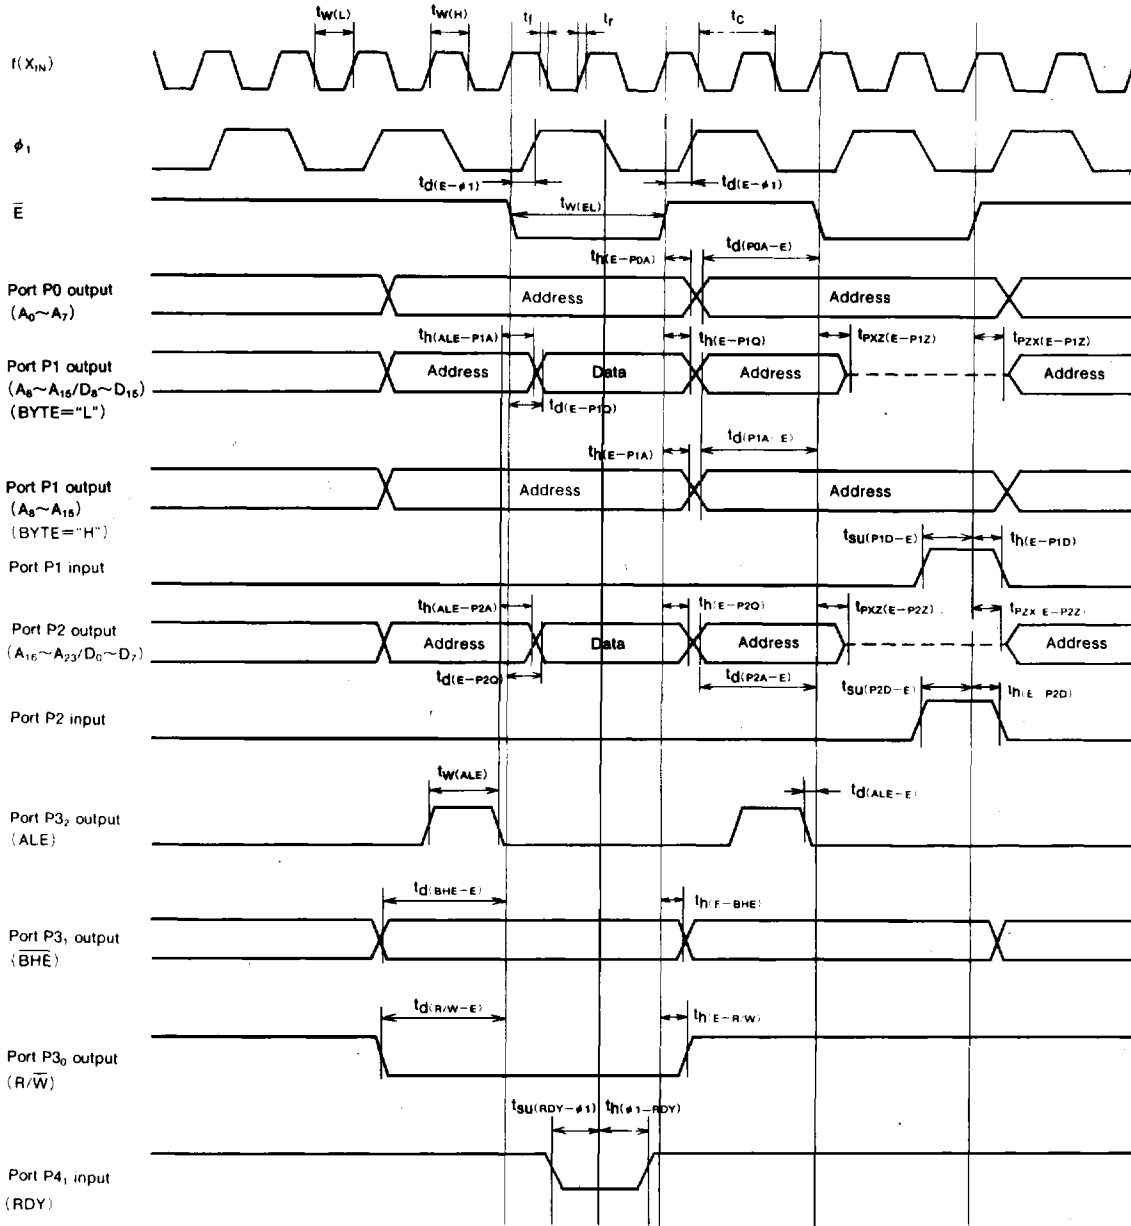 tw(L) tw(H) tf tr tc
f(XIN)
φ1
td(E-φ1) td(E-φ1)
E̅ tw(EL)
th(E-P0A) td(P0A-E)
Port P0 output Address Address
(A0~A7)
th(ALE-P1A) th(E-P1Q) tPXZ(E-P1Z) tPZX(E-P1Z)
Port P1 output Address Data Address Address
(A8~A15/D8~D15)
(BYTE="L") td(E-P1Q)
th(E-P1A) td(P1A-E)
Port P1 output Address Address
(A8~A15)
(BYTE="H")
tsu(P1D-E) th(E-P1D)
Port P1 input
th(ALE-P2A) th(E-P2Q) tPXZ(E-P2Z) tPZX(E-P2Z)
Port P2 output Address Data Address Address
(A16~A23/D0~D7)
td(E-P2Q) td(P2A-E) tsu(P2D-E) th(E-P2D)
Port P2 input
tw(ALE) td(ALE-E)
Port P32 output
(ALE)
td(BHE-E) th(E-BHE)
Port P31 output
(B̅H̅E̅)
td(R/W-E) th(E-R/W)
Port P30 output
(R/W̅)
tsu(RDY-φ1) th(φ1-RDY)
Port P41 input
(RDY)